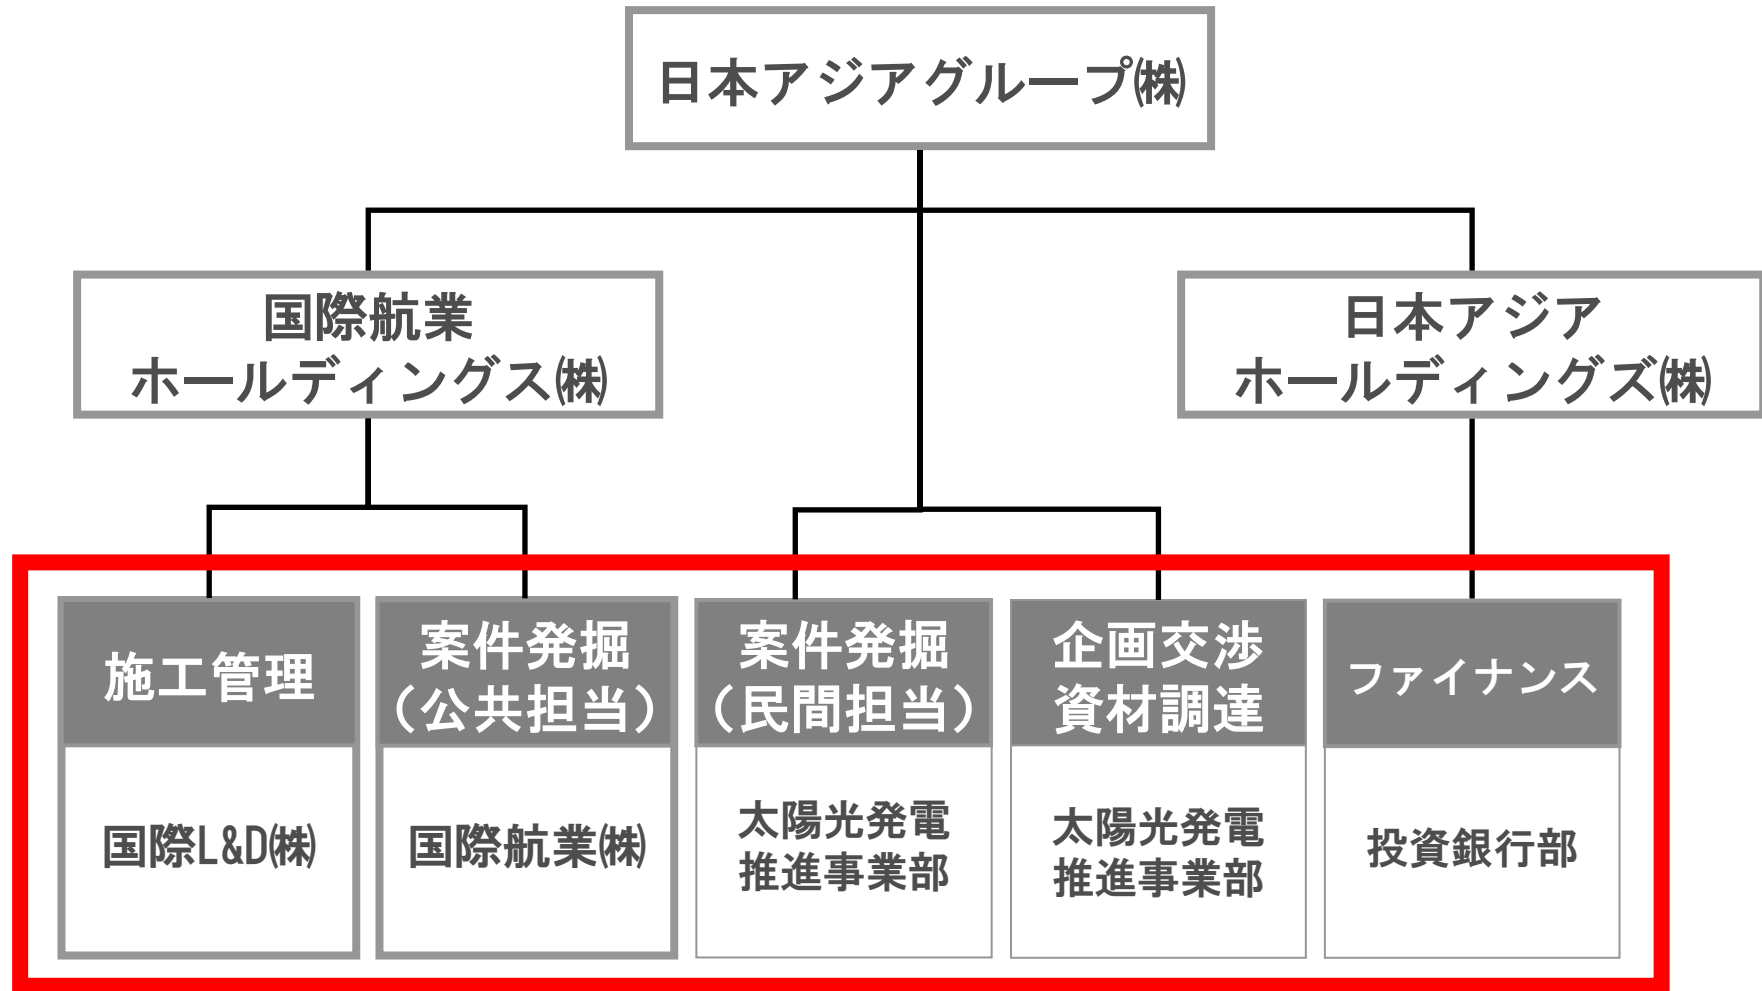 日本アジアグループ㈱
国際航業
ホールディングス㈱
日本アジア
ホールディングズ㈱
施工管理
国際L&D㈱
案件発掘
（公共担当）
国際航業㈱
案件発掘
（民間担当）
太陽光発電
推進事業部
企画交渉
資材調達
太陽光発電
推進事業部
ファイナンス
投資銀行部